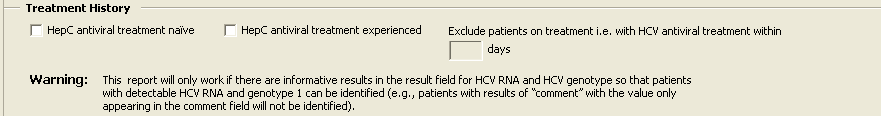 Treatment History
HepC antiviral treatment naïve HepC antiviral treatment experienced Exclude patients on treatment i.e. with HCV antiviral treatment within
days
Warning: This report will only work if there are informative results in the result field for HCV RNA and HCV genotype so that patients
with detectable HCV RNA and genotype 1 can be identified (e.g., patients with results of "comment" with the value only
appearing in the comment field will not be identified).